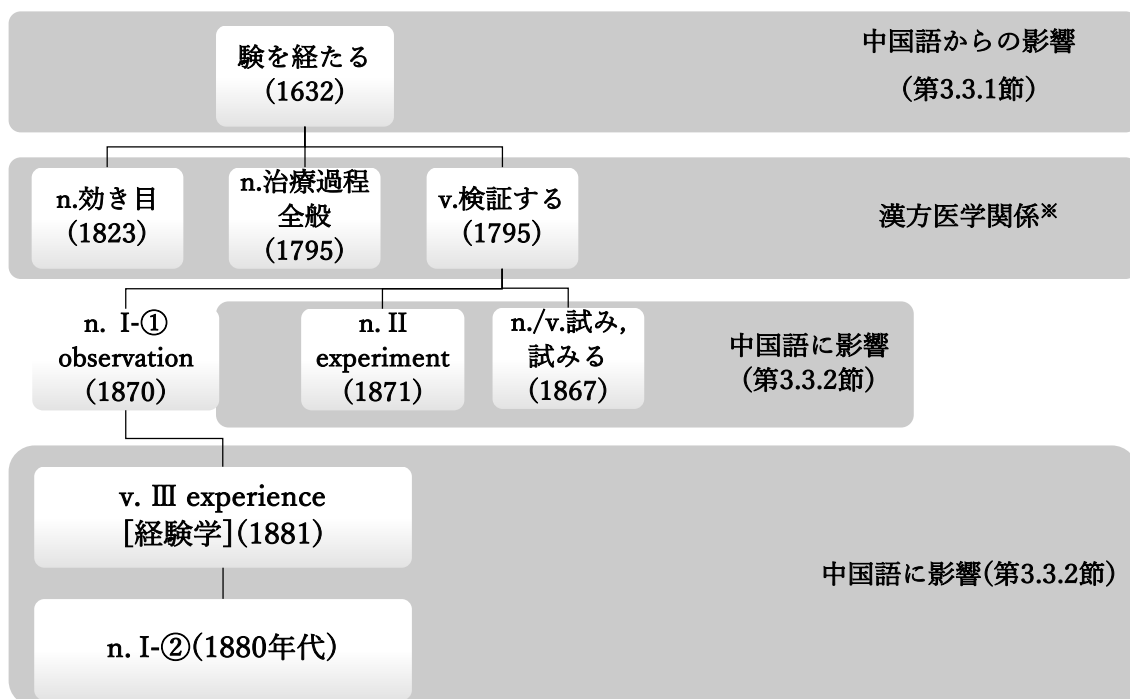 験を経たる
(1632)
中国語からの影響
(第3.3.1節)
n.効き目
(1823)
n.治療過程
全般
(1795)
v.検証する
(1795)
漢方医学関係※
n. I-①
observation
(1870)
n. II
experiment
(1871)
n./v.試み,
試みる
(1867)
中国語に影響
(第3.3.2節)
v. Ⅲ experience
[経験学](1881)
中国語に影響(第3.3.2節)
n. I-②(1880年代)